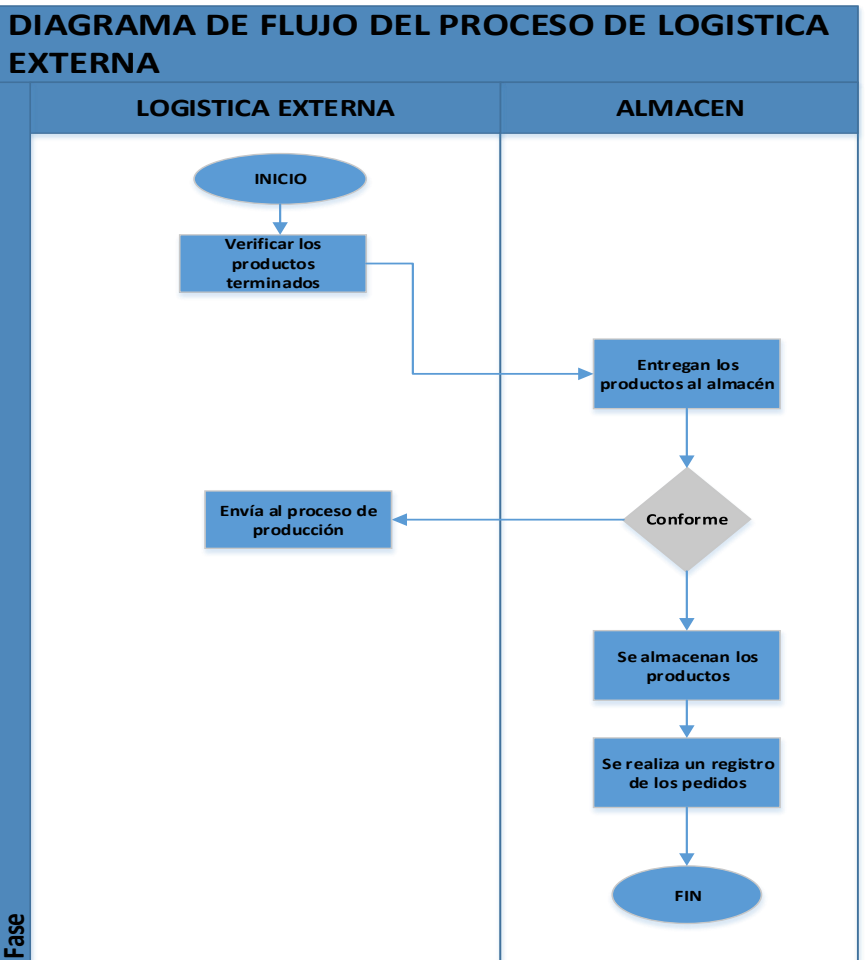 DIAGRAMA DE FLUJO DEL PROCESO DE LOGISTICA
EXTERNA
LOGISTICA EXTERNA
ALMACEN
INICIO
Verificar los
productos
terminados
Entregan los
productos al almacén
Conforme
Envía al proceso de
producción
Se almacenan los
productos
Se realiza un registro
de los pedidos
FIN
Fase